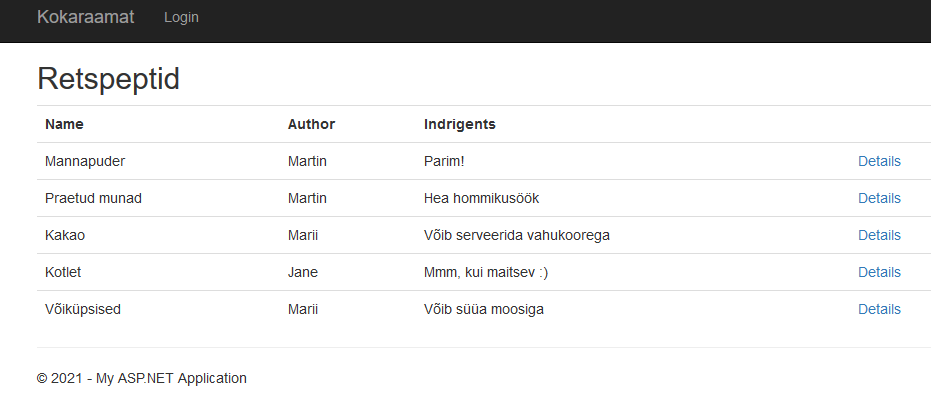 Kokaraamat Login
Retspeptid
Name Author Indrigents
Mannapuder Martin Parim! Details
Praetud munad Martin Hea hommikusöök Details
Kakao Marii Võib serveerida vahukoorega Details
Kotlet Jane Mmm, kui maitsev :) Details
Võiküpsised Marii Võib süüa moosiga Details
© 2021 - My ASP.NET Application